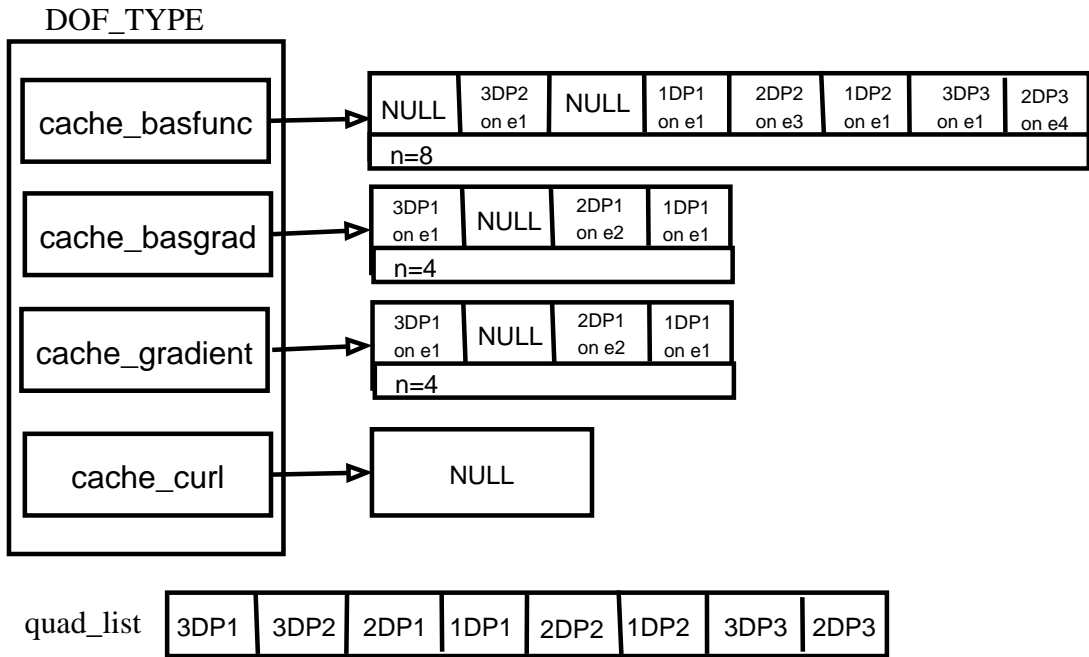 DOF_TYPE
cache_basfunc
NULL
3DP2
on e1
NULL
1DP1
on e1
2DP2
on e3
1DP2
on e1
3DP3
on e1
2DP3
on e4
n=8
cache_basgrad
3DP1
on e1
NULL
2DP1
on e2
1DP1
on e1
n=4
cache_gradient
3DP1
on e1
NULL
2DP1
on e2
1DP1
on e1
n=4
cache_curl
NULL
quad_list 3DP1 3DP2 2DP1 1DP1 2DP2 1DP2 3DP3 2DP3